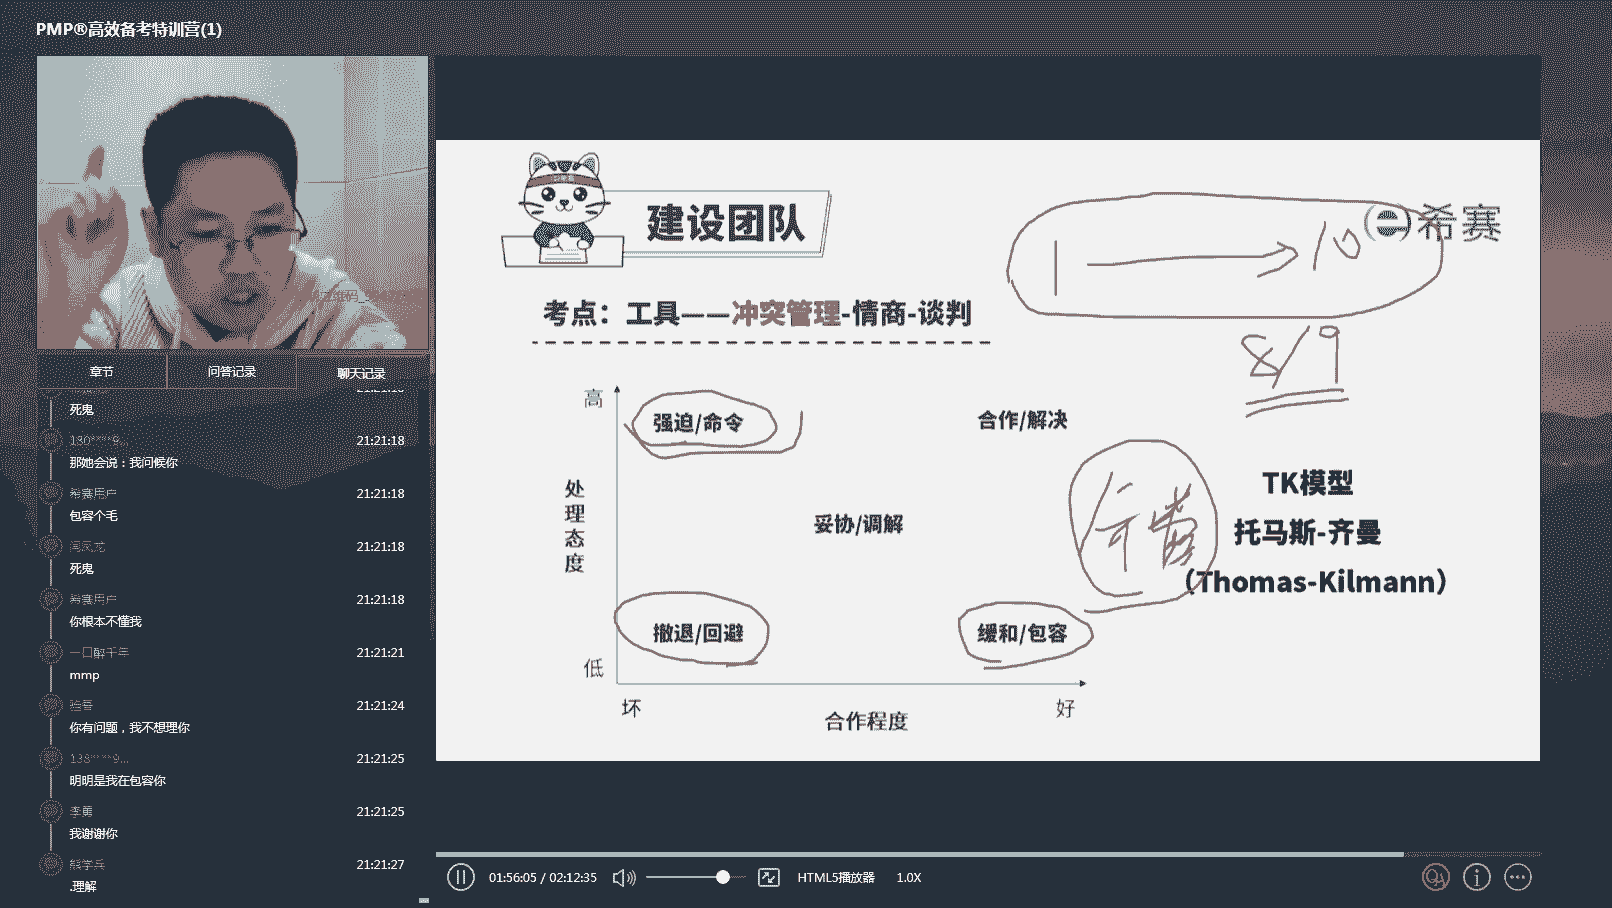 PMP®高效备考特训营(1)
章节
问答记录
聊天记录
死鬼
130****9...
21:21:18
那她会说：我问候你
希赛用户
21:21:18
包容个毛
21:21:18
死鬼
希赛用户
21:21:18
你根本不懂我
一口醉千年
21:21:21
mmp
21:21:24
你有问题，我不想理你
138****9...
21:21:25
明明是我在包容你
李勇
21:21:25
我谢谢你
熊学兵
21:21:27
.理解
建设团队
1 → 10
希赛
考点：工具——冲突管理-情商-谈判
8/9
高
强迫/命令
合作/解决
处理态度
妥协/调解
TK模型
托马斯-齐曼
（Thomas-Kilmann）
撤退/回避
缓和/包容
低
坏
合作程度
好
01:56:05 / 02:12:35
HTML5播放器
1.0X